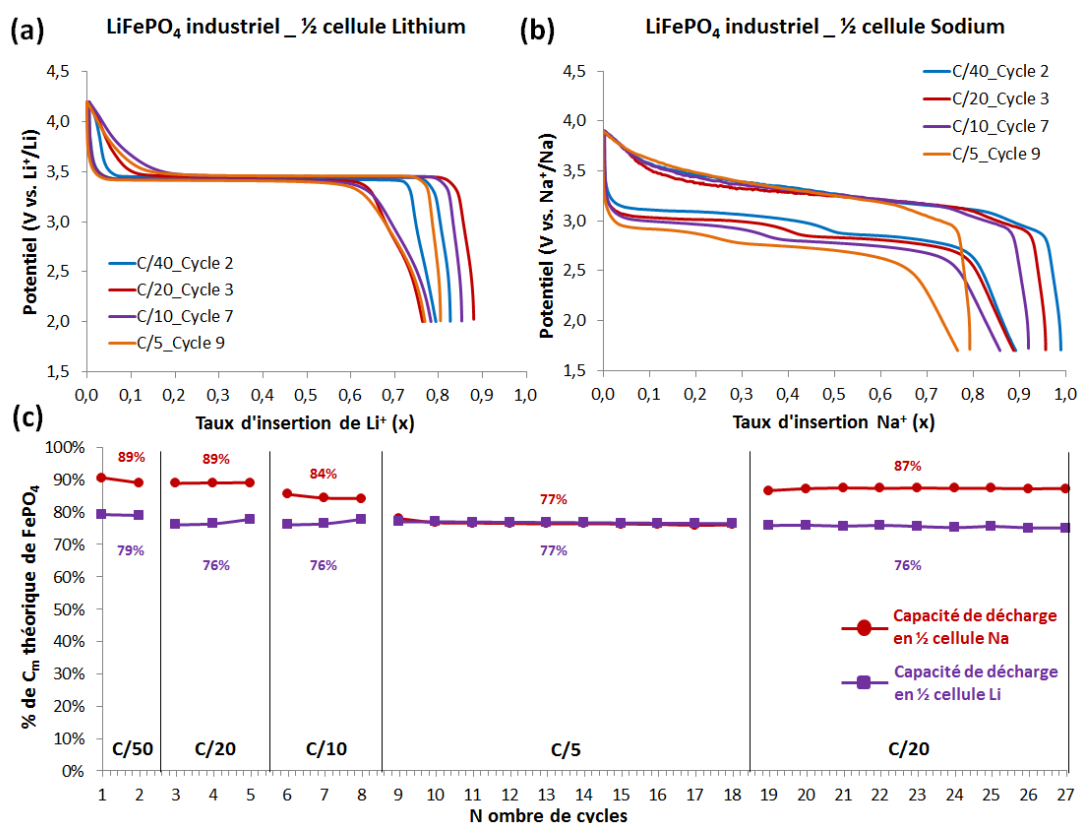 (a)
LiFePO4 industriel _ ½ cellule Lithium
Potentiel (V vs. Li+/Li)
4,5
4,0
3,5
3,0
2,5
2,0
1,5
C/40_Cycle 2
C/20_Cycle 3
C/10_Cycle 7
C/5_Cycle 9
0,0 0,1 0,2 0,3 0,4 0,5 0,6 0,7 0,8 0,9 1,0
Taux d'insertion de Li+ (x)
(b)
LiFePO4 industriel _ ½ cellule Sodium
Potentiel (V vs. Na+/Na)
4,5
4,0
3,5
3,0
2,5
2,0
1,5
C/40_Cycle 2
C/20_Cycle 3
C/10_Cycle 7
C/5_Cycle 9
0,0 0,1 0,2 0,3 0,4 0,5 0,6 0,7 0,8 0,9 1,0
Taux d'insertion Na+ (x)
(c)
% de Cm théorique de FePO4
100%
90%
80%
70%
60%
50%
40%
30%
20%
10%
0%
89% 89% 84% 77% 87%
79% 76% 76% 77% 76%
Capacité de décharge
en ½ cellule Na
Capacité de décharge
en ½ cellule Li
C/50 C/20 C/10 C/5 C/20
1 2 3 4 5 6 7 8 9 10 11 12 13 14 15 16 17 18 19 20 21 22 23 24 25 26 27
N ombre de cycles